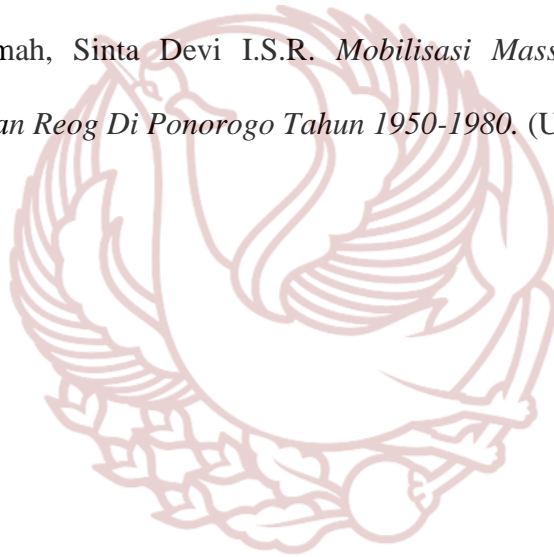 mah, Sinta Devi I.S.R. Mobilisasi Mass
an Reog Di Ponorogo Tahun 1950-1980. (U